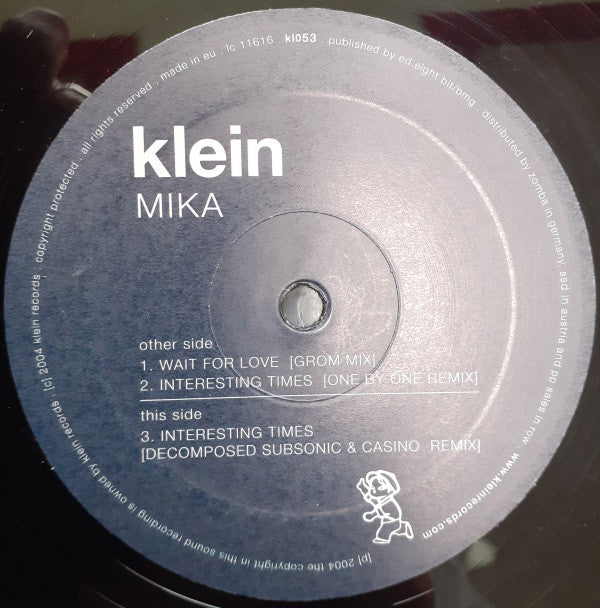 klein
MIKA
other side
1. WAIT FOR LOVE [GROM MIX]
2. INTERESTING TIMES [ONE BY ONE REMIX]
this side
3. INTERESTING TIMES
[DECOMPOSED SUBSONIC & CASINO REMIX]
[p] 2004 the copyright in this sound recording is owned by klein records . [c] 2004 klein records . copyright protected . all rights reserved . made in eu . lc 11616 . kl053 . published by ed.eight bit/bmg . distributed by zomba in germany, ssd in austria and pp sales in row . www.kleinrecords.com